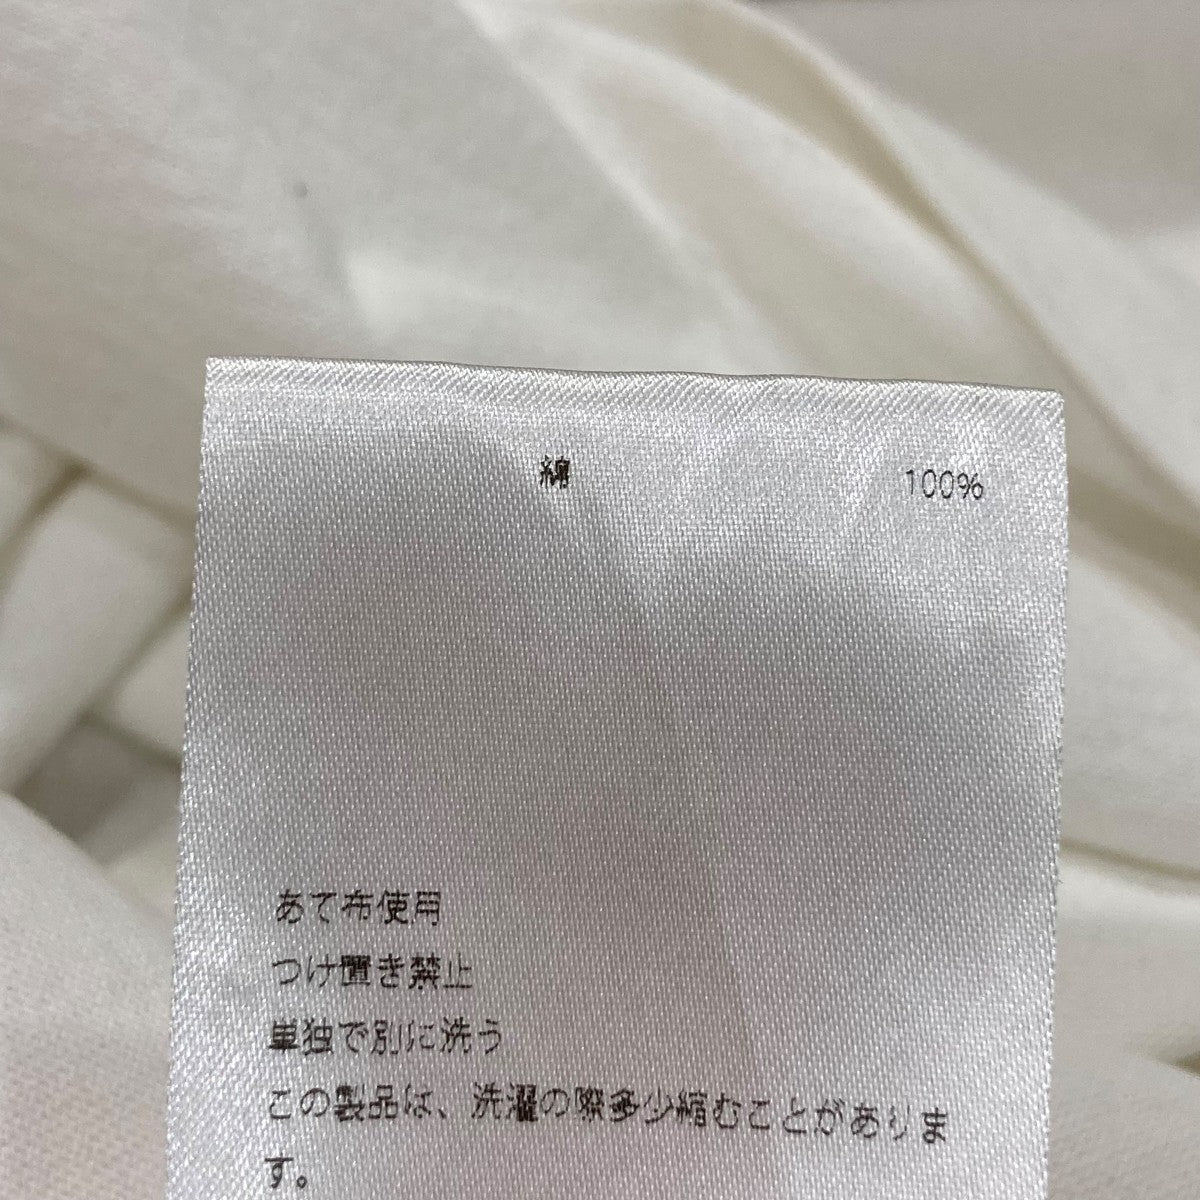 綿 100%
あて布使用
つけ置き禁止
単独で別に洗う
この製品は、洗濯の際多少縮むことがありま
す。